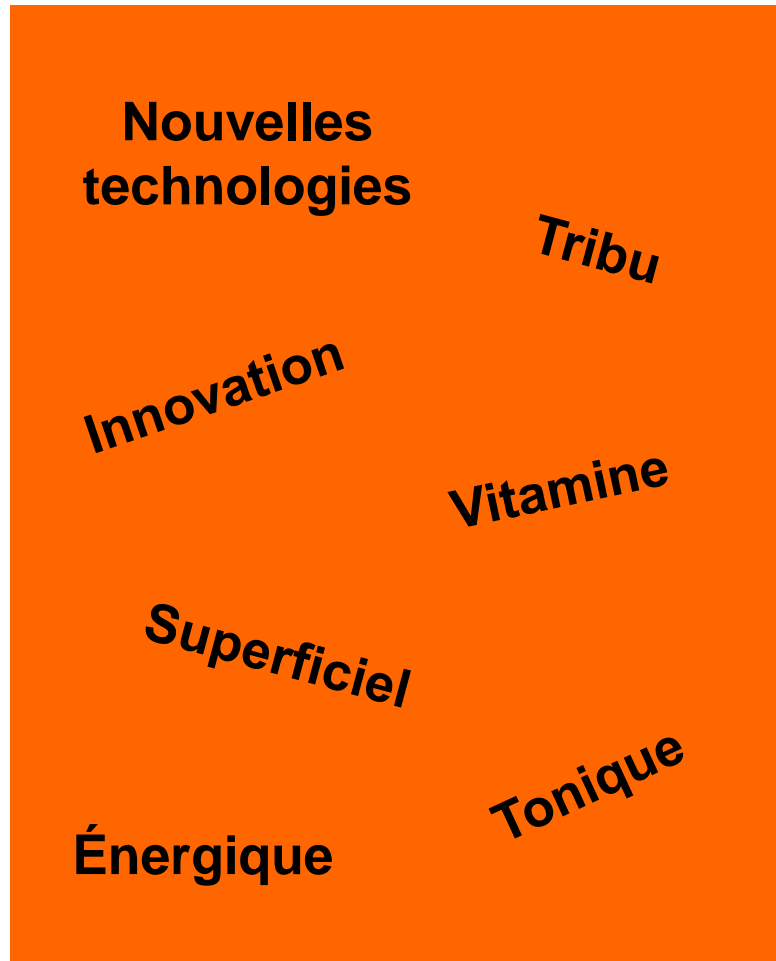 Nouvelles
technologies
Tribu
Innovation
Vitamine
Superficiel
Tonique
Énergique